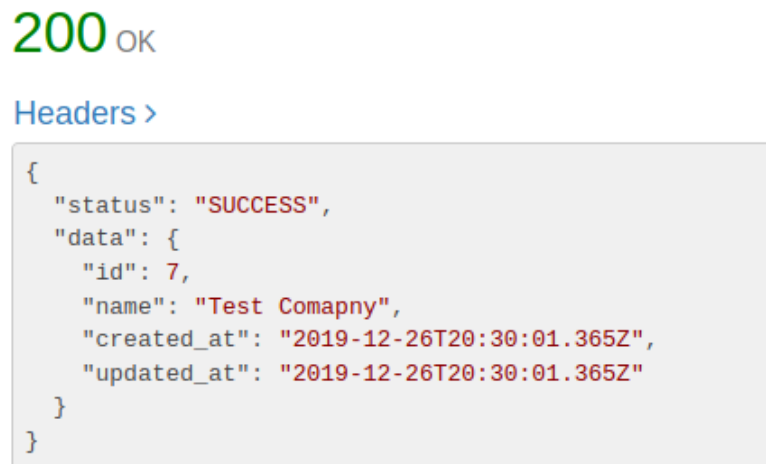 200 OK
Headers >
{
  "status": "SUCCESS",
  "data": {
    "id": 7,
    "name": "Test Comapny",
    "created_at": "2019-12-26T20:30:01.365Z",
    "updated_at": "2019-12-26T20:30:01.365Z"
  }
}